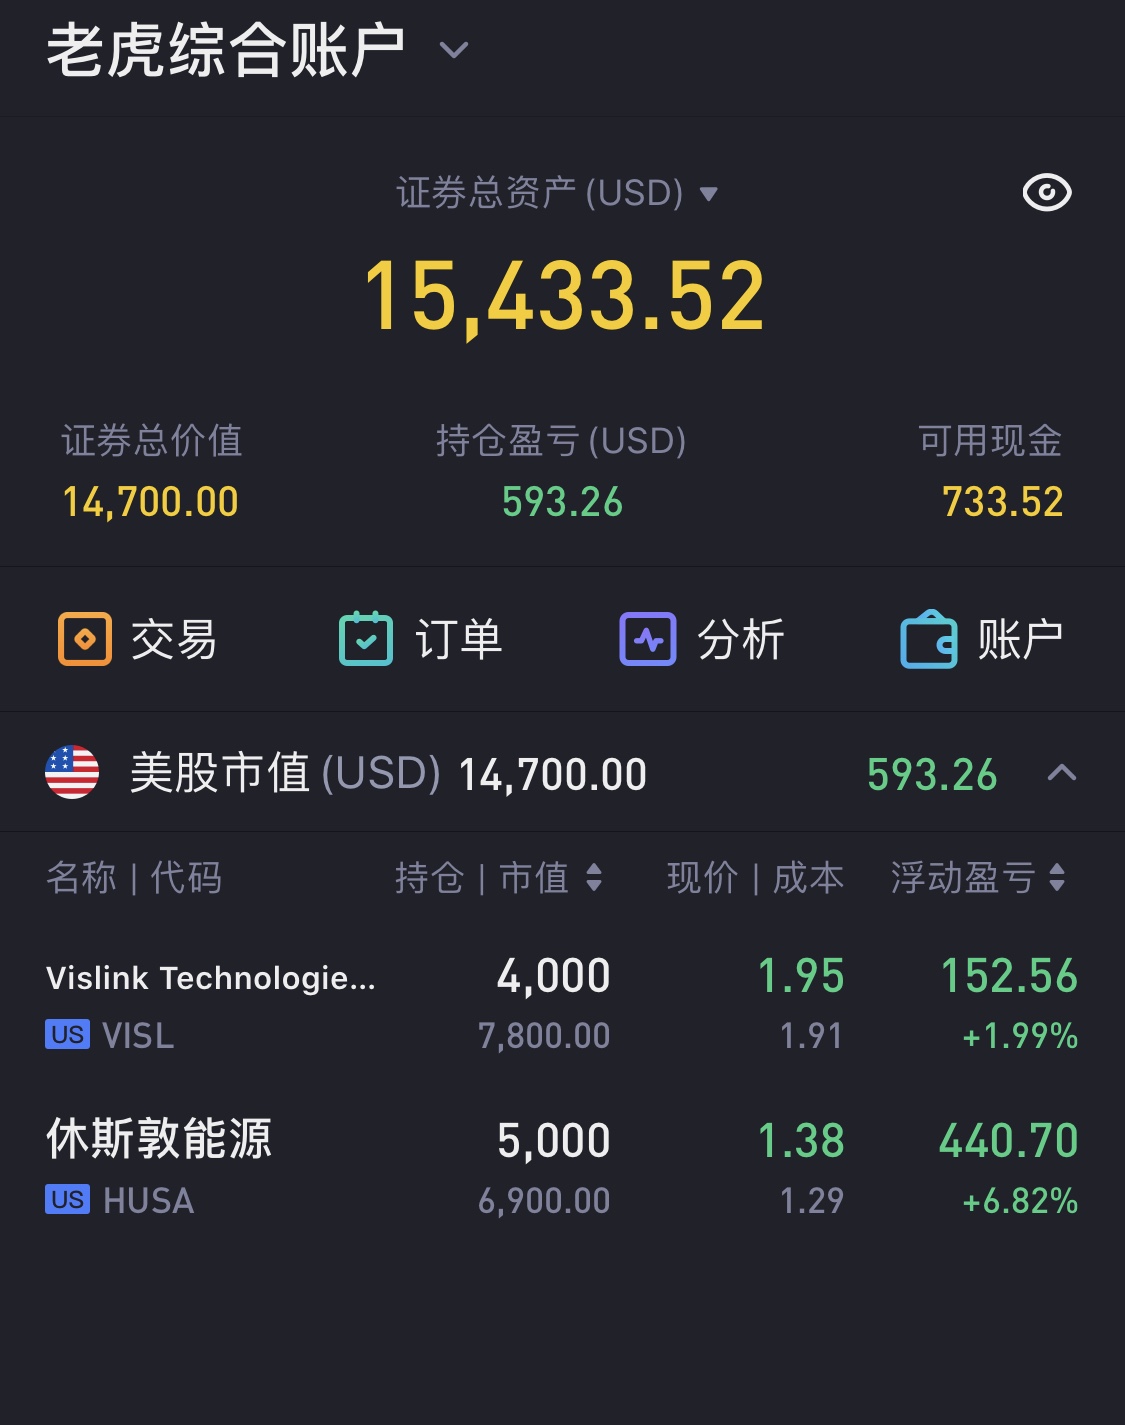 老虎综合账户
证券总资产(USD)
15,433.52
证券总价值 持仓盈亏(USD) 可用现金
14,700.00 593.26 733.52
交易 订单 分析 账户
美股市值(USD) 14,700.00 593.26
名称 | 代码 持仓 | 市值 现价 | 成本 浮动盈亏
Vislink Technologie... 4,000 1.95 152.56
US VISL 7,800.00 1.91 +1.99%
休斯敦能源 5,000 1.38 440.70
US HUSA 6,900.00 1.29 +6.82%